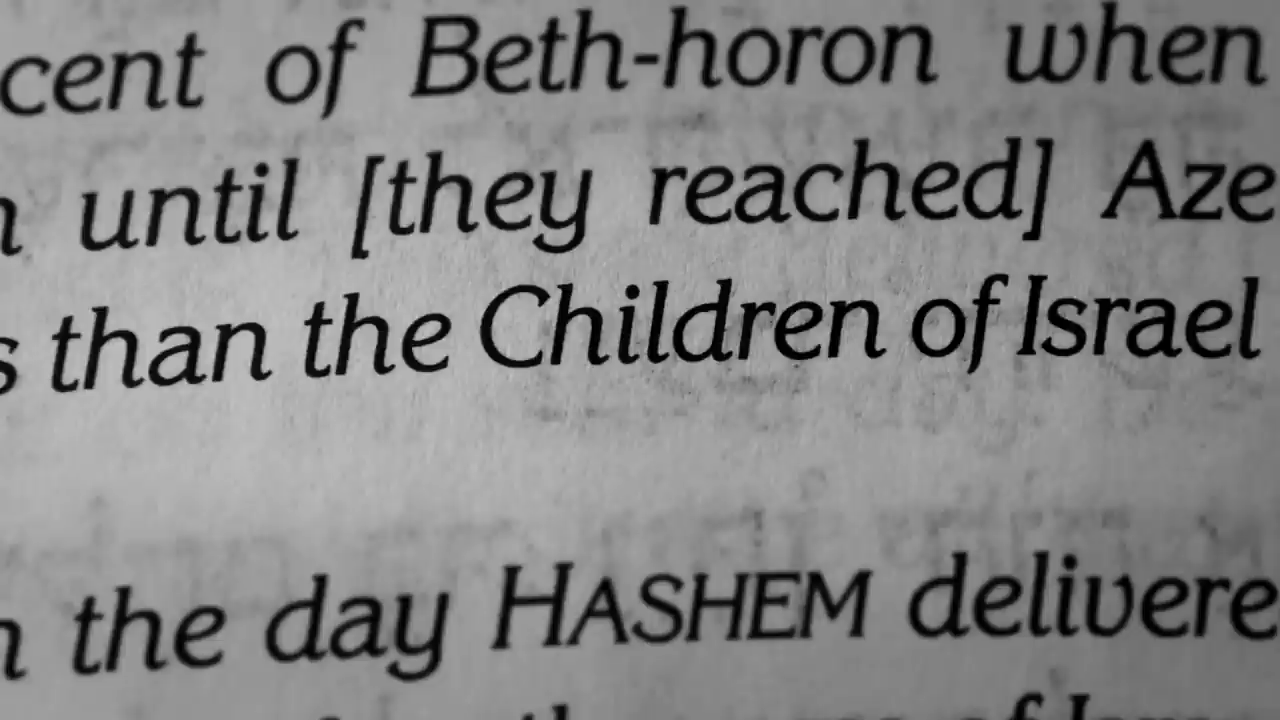 cent of Beth-horon when
until [they reached] Aze
s than the Children of Israel
the day HASHEM delivere